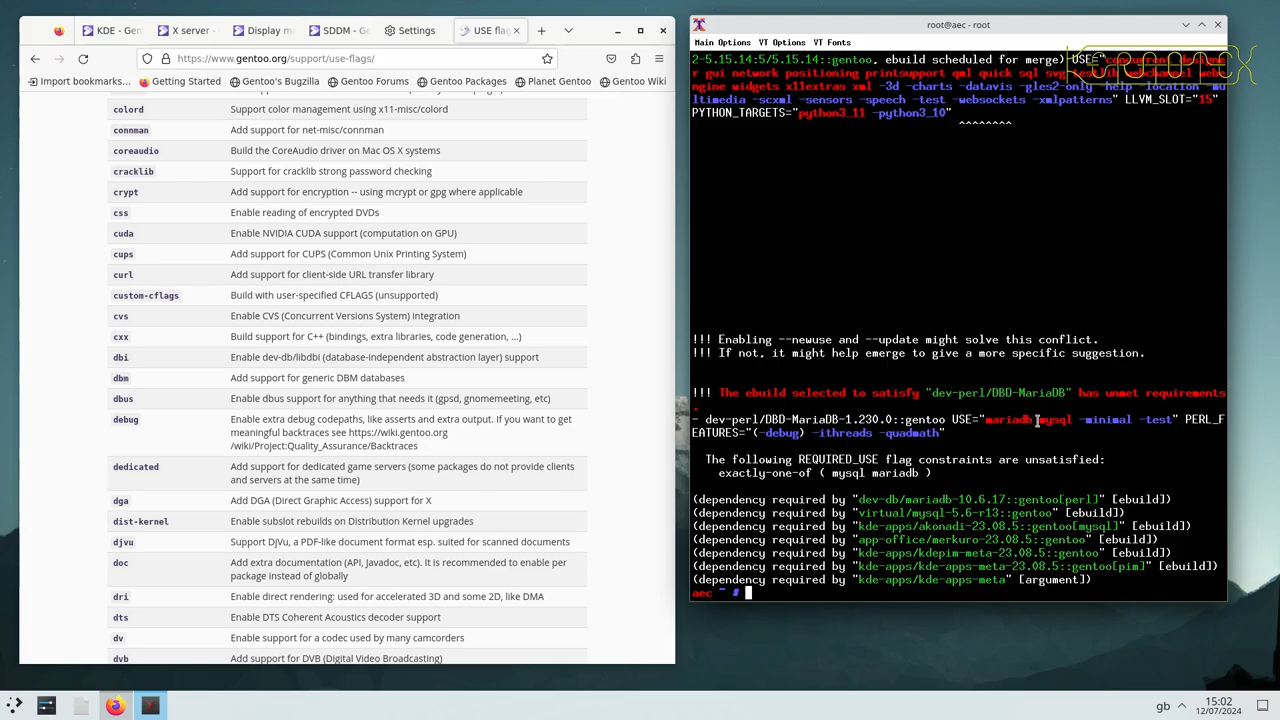 KDE - Gen
X server -
Display m
SDDM - Ge
Settings
USE flag
https://www.gentoo.org/support/use-flags/
Import bookmarks...
Getting Started
Gentoo's Bugzilla
Gentoo Forums
Gentoo Packages
Planet Gentoo
Gentoo Wiki
colord Support color management using x11-misc/colord
connman Add support for net-misc/connman
coreaudio Build the CoreAudio driver on Mac OS X systems
cracklib Support for cracklib strong password checking
crypt Add support for encryption -- using mcrypt or gpg where applicable
css Enable reading of encrypted DVDs
cuda Enable NVIDIA CUDA support (computation on GPU)
cups Add support for CUPS (Common Unix Printing System)
curl Add support for client-side URL transfer library
custom-cflags Build with user-specified CFLAGS (unsupported)
cvs Enable CVS (Concurrent Versions System) integration
cxx Build support for C++ (bindings, extra libraries, code generation, ...)
dbi Enable dev-db/libdbi (database-independent abstraction layer) support
dbm Add support for generic DBM databases
dbus Enable dbus support for anything that needs it (gpsd, gnomemeeting, etc)
debug Enable extra debug codepaths, like asserts and extra output. If you want to get
meaningful backtraces see https://wiki.gentoo.org
/wiki/Project:Quality_Assurance/Backtraces
dedicated Add support for dedicated game servers (some packages do not provide clients
and servers at the same time)
dga Add DGA (Direct Graphic Access) support for X
dist-kernel Enable subslot rebuilds on Distribution Kernel upgrades
djvu Support DjVu, a PDF-like document format esp. suited for scanned documents
doc Add extra documentation (API, Javadoc, etc). It is recommended to enable per
package instead of globally
dri Enable direct rendering: used for accelerated 3D and some 2D, like DMA
dts Enable DTS Coherent Acoustics decoder support
dv Enable support for a codec used by many camcorders
dvb Add support for DVB (Digital Video Broadcasting)
root@aec - root
Main Options VT Options VT Fonts
2-5.15.14:5/5.15.14::gentoo, ebuild scheduled for merge) USE="
r gui network positioning printsupport qml quick sql svg
ngine widgets x11extras xml -3d -charts -datavis -gles2-only -help -location -mu
ltimedia -scxml -sensors -speech -test -websockets -xmlpatterns" LLVM_SLOT="15"
PYTHON_TARGETS="python3_11 -python3_10"
^^^^^^^^
!!! Enabling --newuse and --update might solve this conflict.
!!! If not, it might help emerge to give a more specific suggestion.
!!! The ebuild selected to satisfy "dev-perl/DBD-MariaDB" has unmet requirements
.
- dev-perl/DBD-MariaDB-1.230.0::gentoo USE="mariadb mysql -minimal -test" PERL_F
EATURES="(-debug) -ithreads -quadmath"
The following REQUIRED_USE flag constraints are unsatisfied:
exactly-one-of ( mysql mariadb )
(dependency required by "dev-db/mariadb-10.6.17::gentoo[perl]" [ebuild])
(dependency required by "virtual/mysql-5.6-r13::gentoo" [ebuild])
(dependency required by "kde-apps/akonadi-23.08.5::gentoo[mysql]" [ebuild])
(dependency required by "app-office/merkuro-23.08.5::gentoo" [ebuild])
(dependency required by "kde-apps/kdepim-meta-23.08.5::gentoo" [ebuild])
(dependency required by "kde-apps/kde-apps-meta-23.08.5::gentoo[pim]" [ebuild])
(dependency required by "kde-apps/kde-apps-meta" [argument])
aec ~ #
gb
15:02
12/07/2024